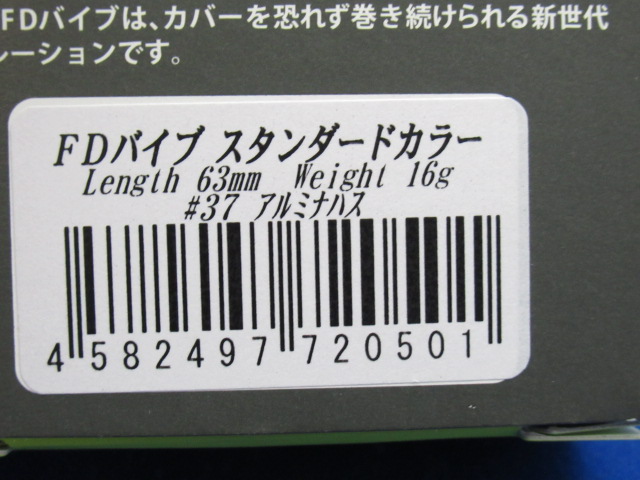 FDバイブは、カバーを恐れず巻き続けられる新世代
レーションです。
FDバイブ スタンダードカラー
Length 63mm Weight 16g
#37 アルミナハス
4 582497 720501